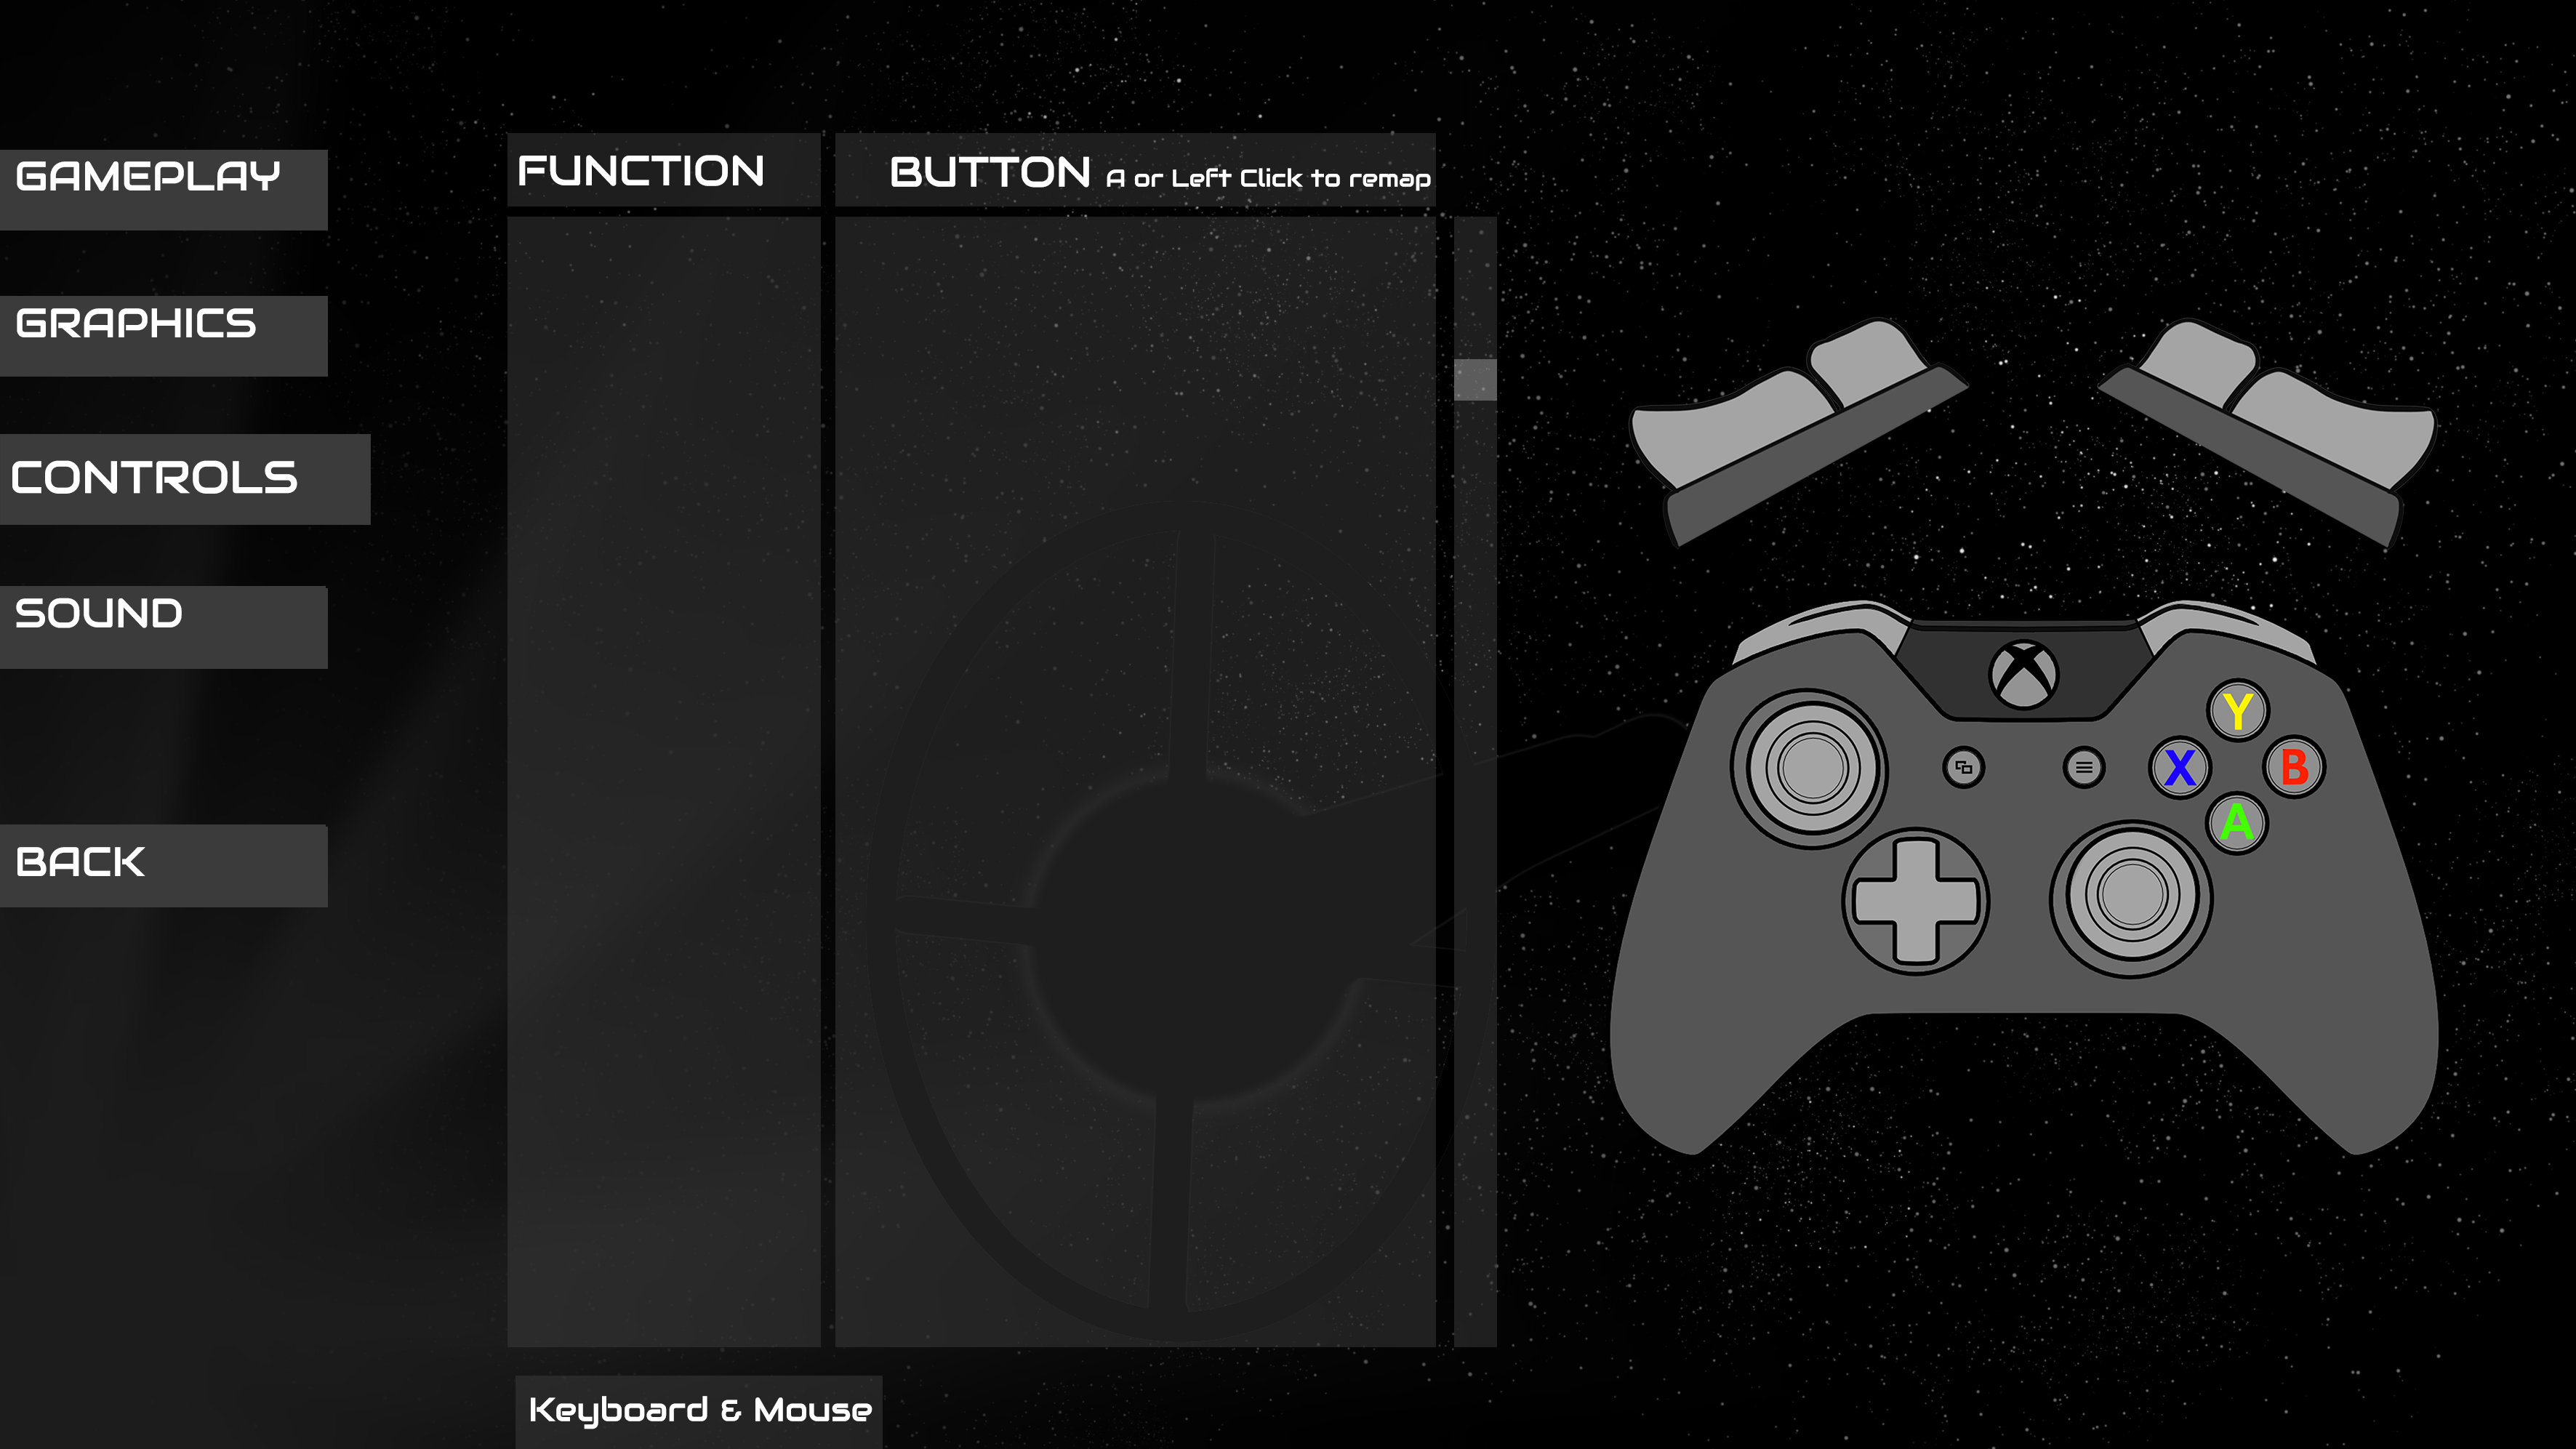 GAMEPLAY
GRAPHICS
CONTROLS
SOUND
BACK
FUNCTION
BUTTON A or Left Click to remap
Keyboard & Mouse
Y
X
B
A